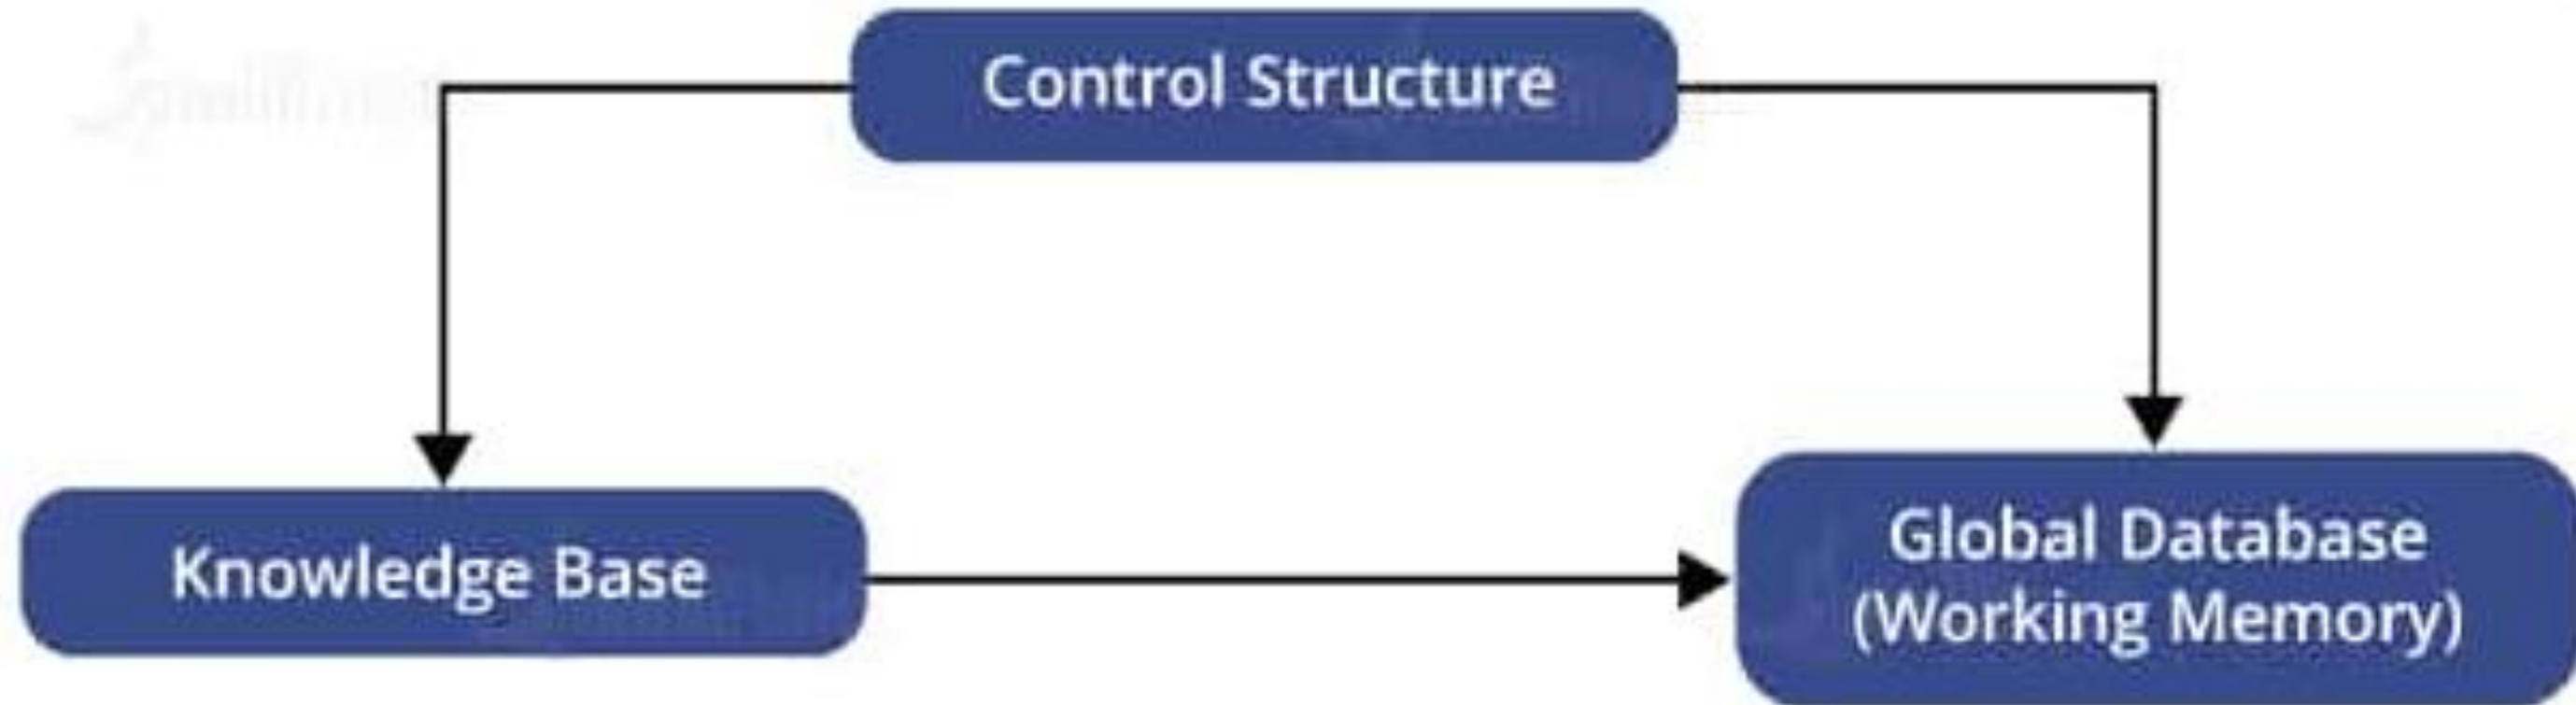 Control Structure
Knowledge Base
Global Database
(Working Memory)